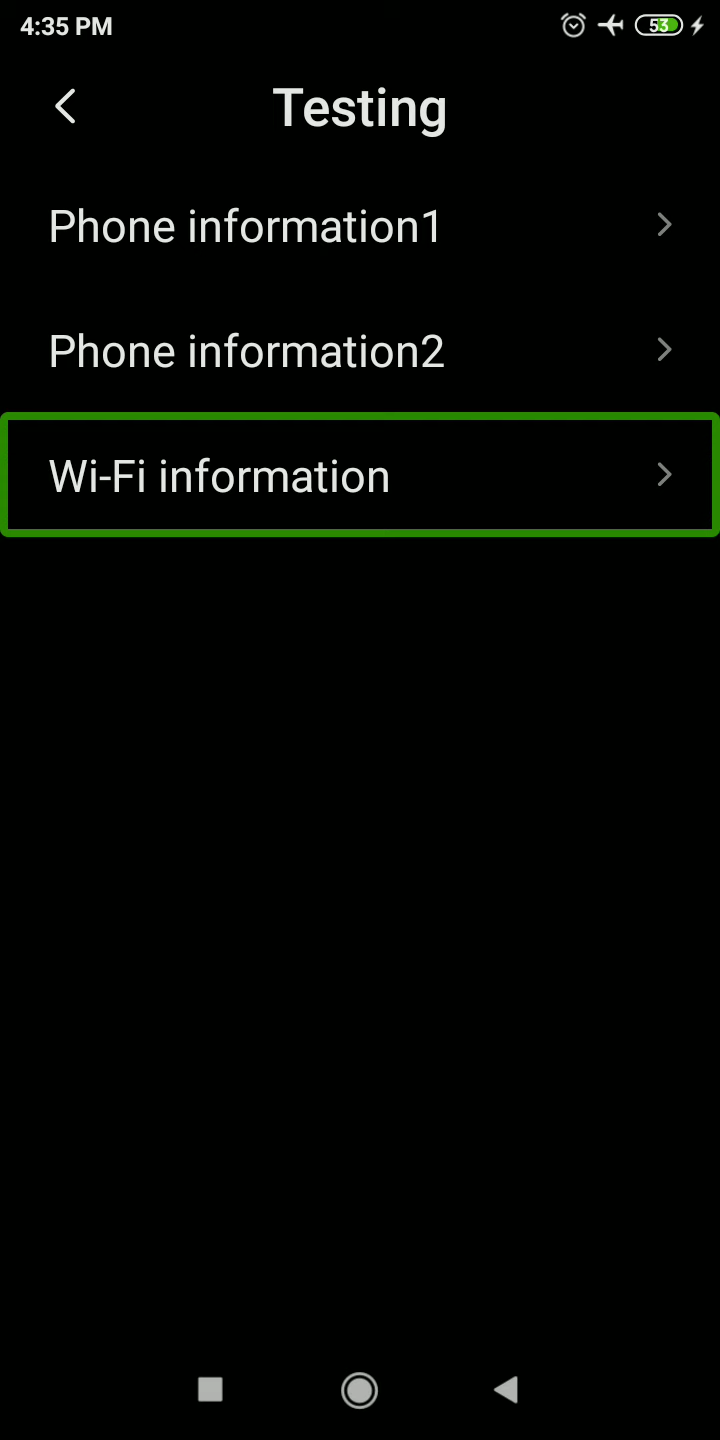 4:35 PM
53
Testing
Phone information1
Phone information2
Wi-Fi information